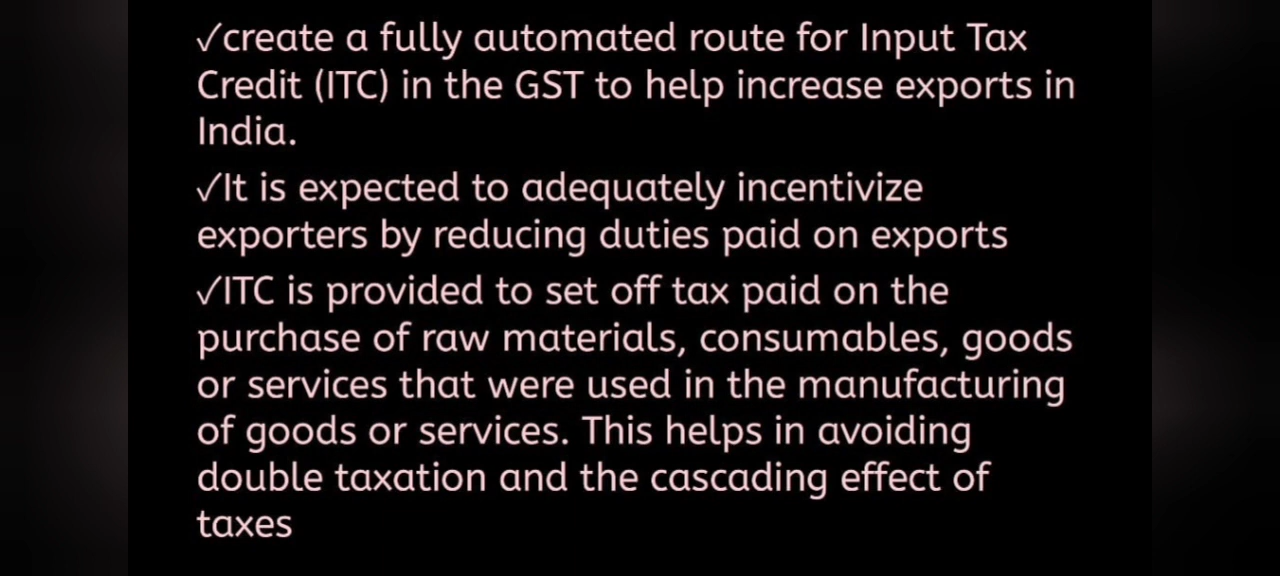 ✓create a fully automated route for Input Tax
Credit (ITC) in the GST to help increase exports in
India.
✓It is expected to adequately incentivize
exporters by reducing duties paid on exports
✓ITC is provided to set off tax paid on the
purchase of raw materials, consumables, goods
or services that were used in the manufacturing
of goods or services. This helps in avoiding
double taxation and the cascading effect of
taxes